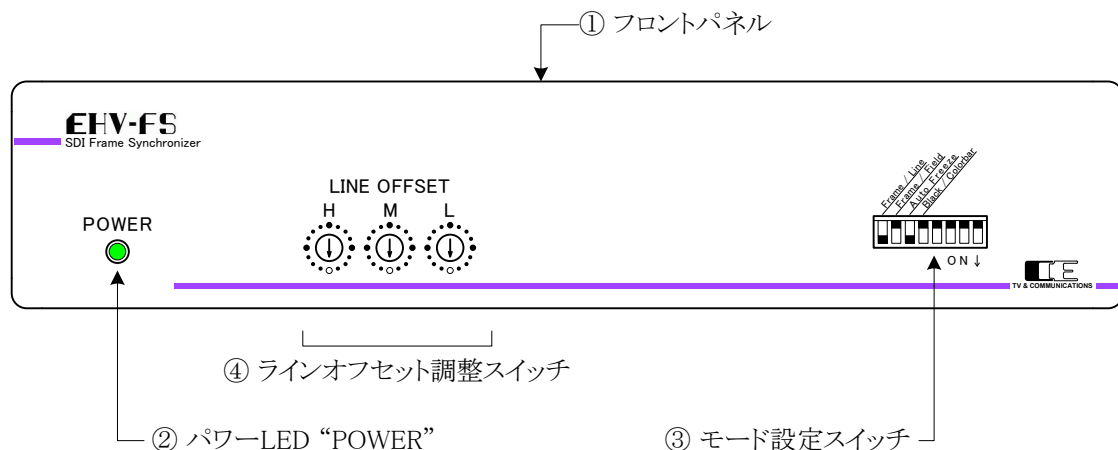 ① フロントパネル
EHV-FS
SDI Frame Synchronizer
POWER
LINE OFFSET
H M L
Frame / Line
Frame / Field
Auto Freeze
Black / Colorbar
ON ↓
TV & COMMUNICATIONS
④ ラインオフセット調整スイッチ
② パワーLED “POWER”
③ モード設定スイッチ